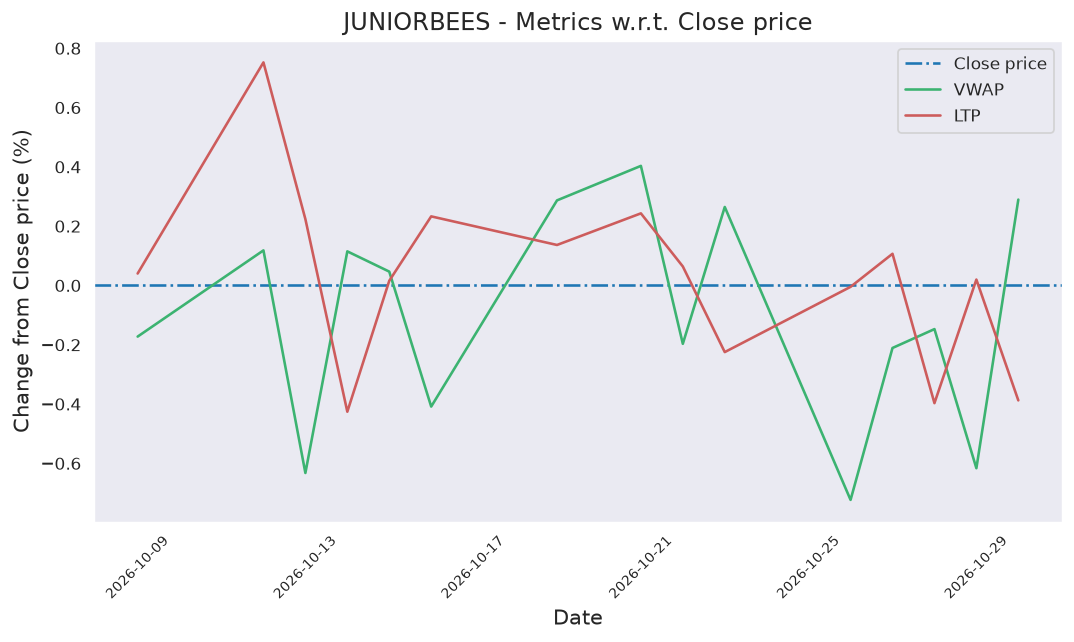 JUNIORBEES - Metrics w.r.t. Close price
Close price
VWAP
LTP
Change from Close price (%)
0.8
0.6
0.4
0.2
0.0
−0.2
−0.4
−0.6
2026-10-09
2026-10-13
2026-10-17
2026-10-21
2026-10-25
2026-10-29
Date